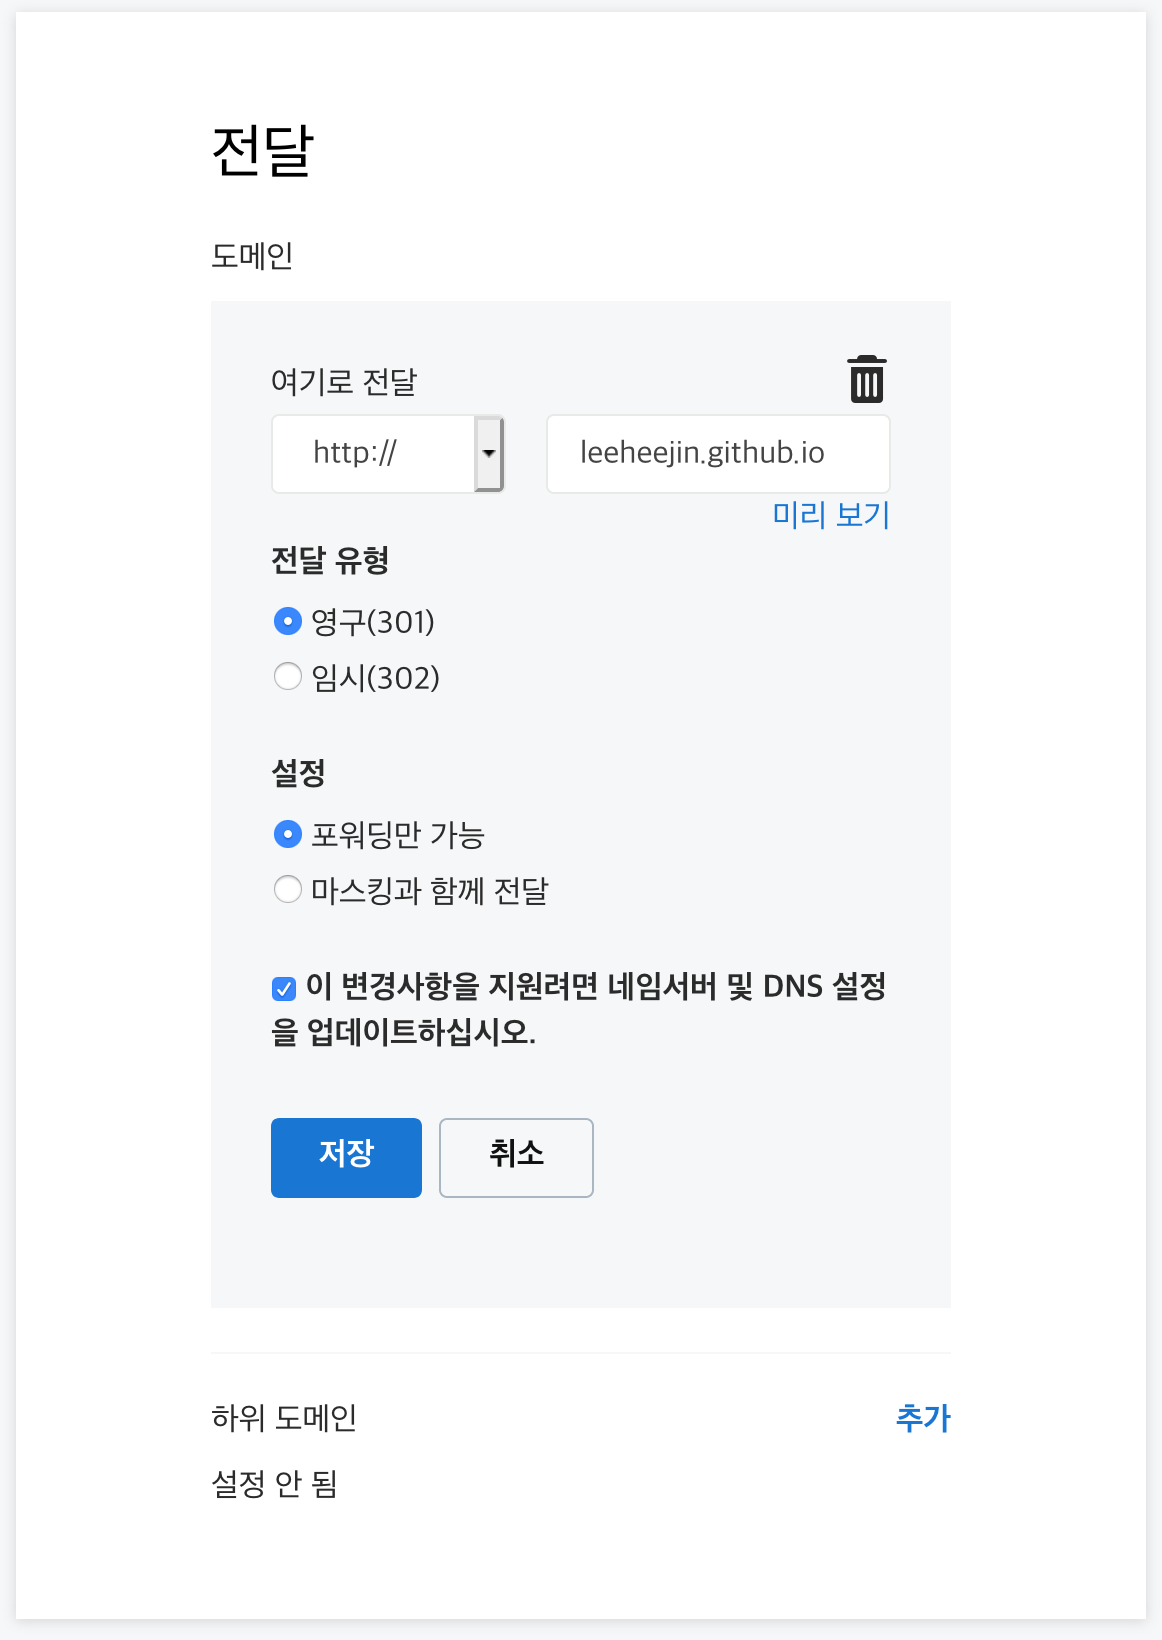 전달
도메인
여기로 전달
http://
leeheejin.github.io
미리 보기
전달 유형
영구(301)
임시(302)
설정
포워딩만 가능
마스킹과 함께 전달
이 변경사항을 지원려면 네임서버 및 DNS 설정
을 업데이트하십시오.
저장
취소
하위 도메인
추가
설정 안 됨